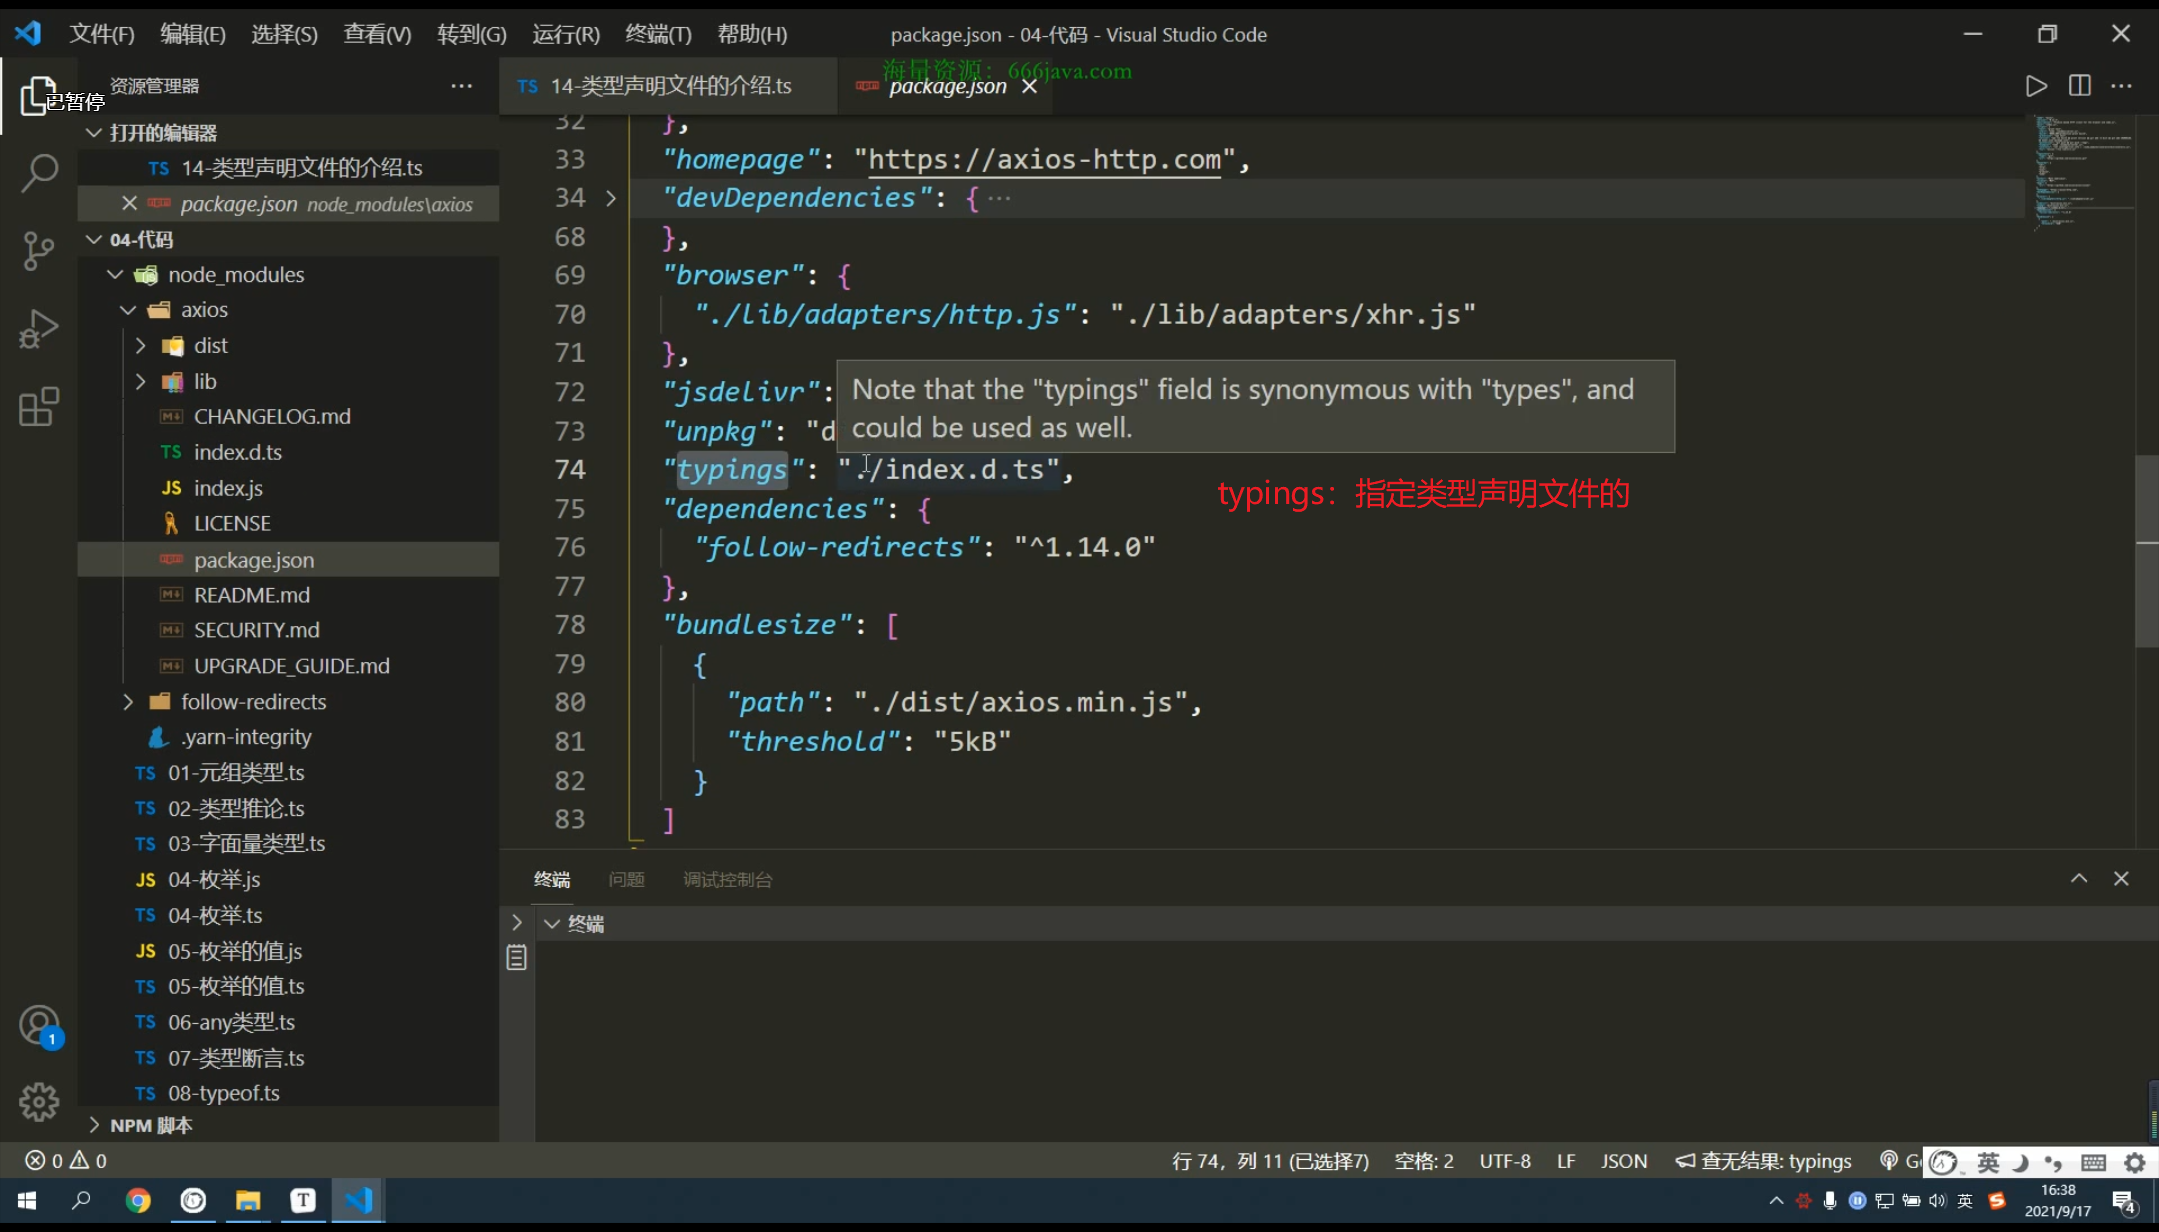 文件(F) 编辑(E) 选择(S) 查看(V) 转到(G) 运行(R) 终端(T) 帮助(H) package.json - 04-代码 - Visual Studio Code
海量资源：666java.com
已暂停
资源管理器
TS 14-类型声明文件的介绍.ts package.json
打开的编辑器
TS 14-类型声明文件的介绍.ts
package.json node_modules\axios
04-代码
node_modules
axios
dist
lib
CHANGELOG.md
TS index.d.ts
JS index.js
LICENSE
package.json
README.md
SECURITY.md
UPGRADE_GUIDE.md
follow-redirects
.yarn-integrity
TS 01-元组类型.ts
TS 02-类型推论.ts
TS 03-字面量类型.ts
JS 04-枚举.js
TS 04-枚举.ts
JS 05-枚举的值.js
TS 05-枚举的值.ts
TS 06-any类型.ts
TS 07-类型断言.ts
TS 08-typeof.ts
NPM 脚本
32 },
33 "homepage": "https://axios-http.com",
34 "devDependencies": { ···
68 },
69 "browser": {
70 "./lib/adapters/http.js": "./lib/adapters/xhr.js"
71 },
72 "jsdelivr":
73 "unpkg": "d
Note that the "typings" field is synonymous with "types", and
could be used as well.
74 "typings": "./index.d.ts",
75 "dependencies": {
76 "follow-redirects": "^1.14.0"
77 },
78 "bundlesize": [
79 {
80 "path": "./dist/axios.min.js",
81 "threshold": "5kB"
82 }
83 ]
typings：指定类型声明文件的
终端 问题 调试控制台
终端
1
0 0
行 74，列 11 (已选择7) 空格: 2 UTF-8 LF JSON 查无结果: typings G 英
T 英 16:38
2021/9/17 4